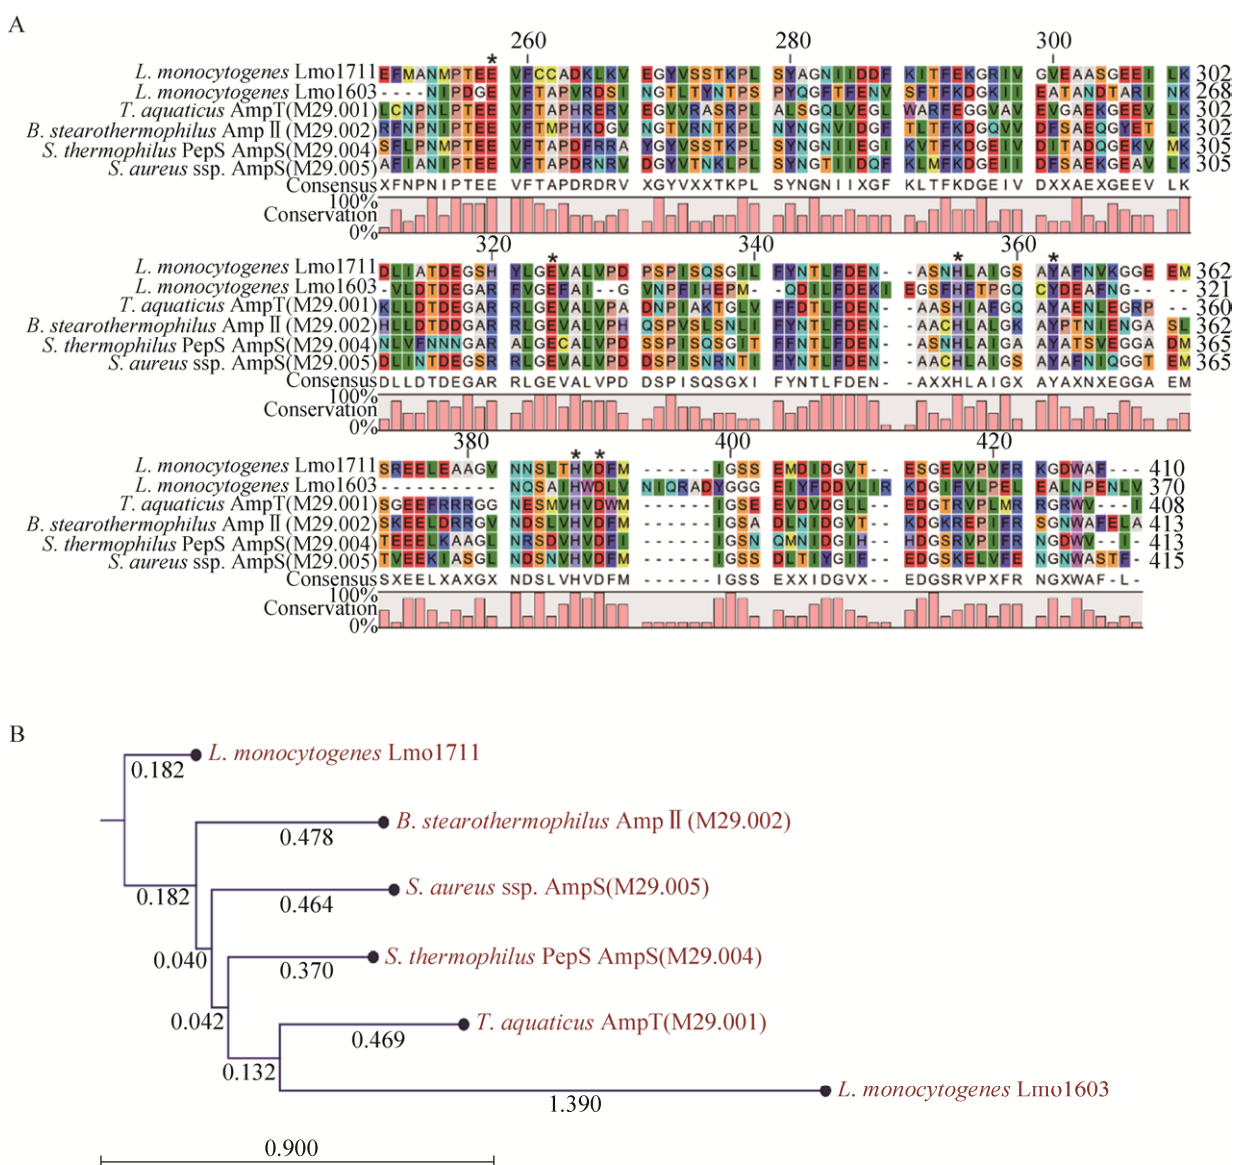 A
260 280 300
L. monocytogenes Lmo1711 EFMANMPTEE VFCCADKLKV EGYVSSTKPL SYAGNIIDDF KITFEKGRIV GVEAASGEEI LK 302
L. monocytogenes Lmo1603 ----NIPDGE VFTAPVRDSI NGTLTYNTPS PYQGFTFENV SFTFKDGKII EATANDTARI NK 268
T. aquaticus AmpT(M29.001) LCNPNLPTEE VFTAPHRERV EGVVRASRPL ALSGQLVEGL WARFEGGVAV EVGAEKGEEV LK 302
B. stearothermophilus Amp Ⅱ (M29.002) RFNPNIPTEE VFTMPHKDGV NGTVRNTKPL NYNGNVIDGF TLTFKDGQVV DFSAEQGYET LK 302
S. thermophilus PepS AmpS(M29.004) SFLPNMPTEE VFTAPDFRRA YGYVSSTKPL SYNGNIIEGI KVTFKDGEIV DITADQGEKV MK 305
S. aureus ssp. AmpS(M29.005) AFIANIPTEE VFTAPDRNRV DGYVTNKLPL SYNGTIIDQF KLMFKDGEII DFSAEKGEAV LK 305
Consensus XFNPNIPTEE VFTAPDRDRV XGYVXXTKPL SYNGNIIXGF KLTFKDGEIV DXXAEXGEEV LK
100%
Conservation
0%
320 340 360
L. monocytogenes Lmo1711 DLIATDEGSH YLGEVALVPD PSPISQSGIL FYNTLFDEN- -ASNHLAIGS AYAFNVKGGE EM 362
L. monocytogenes Lmo1603 -VLDTDEGAR FVGEFAI--G VNPFIHEPM- -QDILFDEKI EGSFHFTPGQ CYDEAFNG-- -- 321
T. aquaticus AmpT(M29.001) KLLDTDEGAR RLGEVALVPA DNPIAKTGLV FFDTLFDEN- -AASHIAFGQ AYAENLEGRP -- 360
B. stearothermophilus Amp Ⅱ (M29.002) HLLDTDDGAR RLGEVALVPH QSPVSLSNLI FYNTLFDEN- -AACHLALGK AYPTNIENGA SL 362
S. thermophilus PepS AmpS(M29.004) NLVFNNNGAR ALGECALVPD SSPISQSGIT FFNTLFDEN- -ASNHLAIGA AYATSVEGGA DM 365
S. aureus ssp. AmpS(M29.005) DLINTDEGSR RLGEVALVPD DSPISNRNTI FYNTLFDEN- -AACHLAIGS AYAFNIQGGT EM 365
Consensus DLLDTDEGAR RLGEVALVPD DSPISQSGXI FYNTLFDEN- -AXXHLAIGX AYAXNXEGGA EM
100%
Conservation
0%
380 400 420
L. monocytogenes Lmo1711 SREELEAAGV NNSLTHVDFM ------IGSS EMDIDGVT-- ESGEVVPVFR KGDWAF--- 410
L. monocytogenes Lmo1603 ---------- NQSAIHWDLV NIQRADYGGG EIYFDDVLIR KDGIFVLPEL EALNPENLV 370
T. aquaticus AmpT(M29.001) SGEEFRRRGG NESMVHVDWM ------IGSE EVDVDGLL-- EDGTRVPLMR RGRWV---I 408
B. stearothermophilus Amp Ⅱ (M29.002) SKEELDRRGV NDSLVHVDFM ------IGSA DLNIDGVT-- KDGKREPIFR SGNWAFELA 413
S. thermophilus PepS AmpS(M29.004) TEEELKAAGL NRSDVHVDFI ------IGSN QMNIDGIH-- HDGSRVPIFR NGDWV--I- 413
S. aureus ssp. AmpS(M29.005) TVEEKIASGL NDSNVHVDFM ------IGSS DLTIYGIF-- EDGSKELVFE NGNWASTF- 415
Consensus SXEELXAXGX NDSLVHVDFM ------IGSS EXXIDGVX-- EDGSRVPXFR NGXWAF-L-
100%
Conservation
0%
B
L. monocytogenes Lmo1711
0.182
B. stearothermophilus Amp Ⅱ (M29.002)
0.478
S. aureus ssp. AmpS(M29.005)
0.182
0.464
S. thermophilus PepS AmpS(M29.004)
0.040
0.370
T. aquaticus AmpT(M29.001)
0.042
0.469
0.132
L. monocytogenes Lmo1603
1.390
0.900